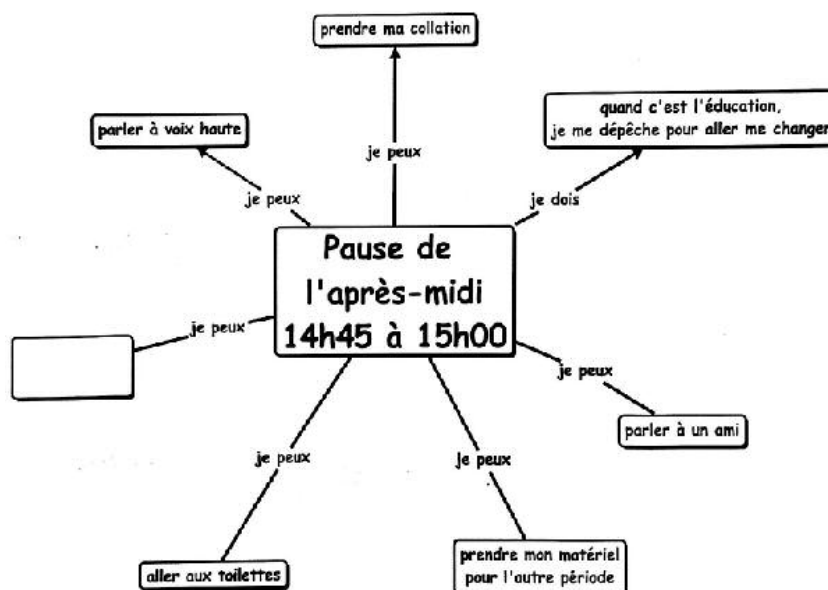 prendre ma collation
quand c'est l'éducation,
je me dépêche pour aller me changer
parler à voix haute
je peux
je peux
je dois
Pause de
l'après-midi
14h45 à 15h00
je peux
je peux
parler à un ami
je peux
je peux
aller aux toilettes
prendre mon matériel
pour l'autre période